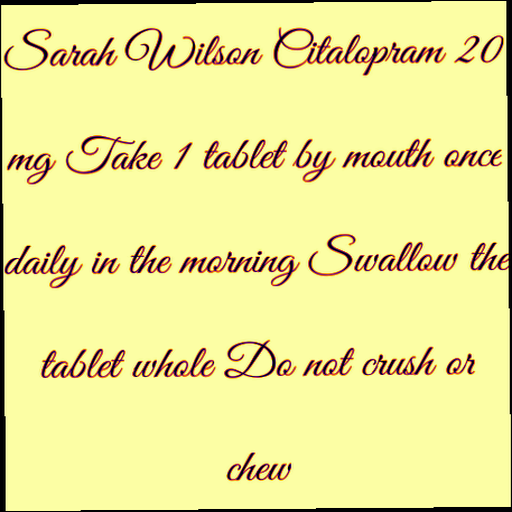 Sarah Wilson Citalopram 20
mg Take 1 tablet by mouth once
daily in the morning Swallow the
tablet whole Do not crush or
chew